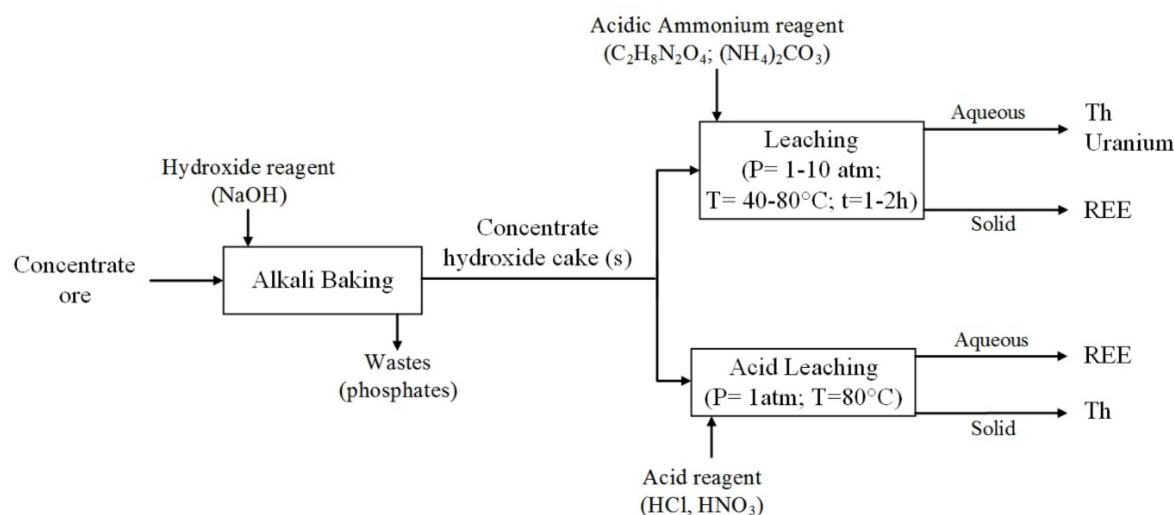 Acidic Ammonium reagent
(C₂H₈N₂O₄; (NH₄)₂CO₃)
Hydroxide reagent
(NaOH)
Concentrate
ore
Alkali Baking
Wastes
(phosphates)
Concentrate
hydroxide cake (s)
Leaching
(P= 1-10 atm;
T= 40-80°C; t=1-2h)
Aqueous
Th
Uranium
Solid
REE
Acid Leaching
(P= 1atm; T=80°C)
Aqueous
REE
Solid
Th
Acid reagent
(HCl, HNO₃)